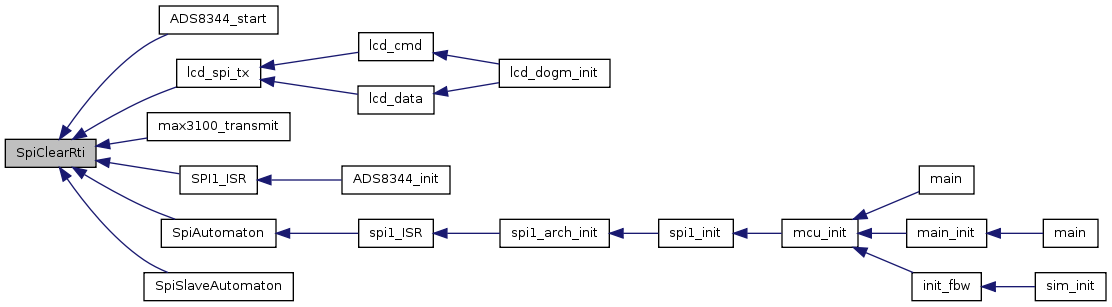 ADS8344_start
lcd_cmd
lcd_spi_tx
lcd_dogm_init
lcd_data
max3100_transmit
SpiClearRti
SPI1_ISR
ADS8344_init
main
SpiAutomaton
spi1_ISR
spi1_arch_init
spi1_init
mcu_init
main_init
main
SpiSlaveAutomaton
init_fbw
sim_init